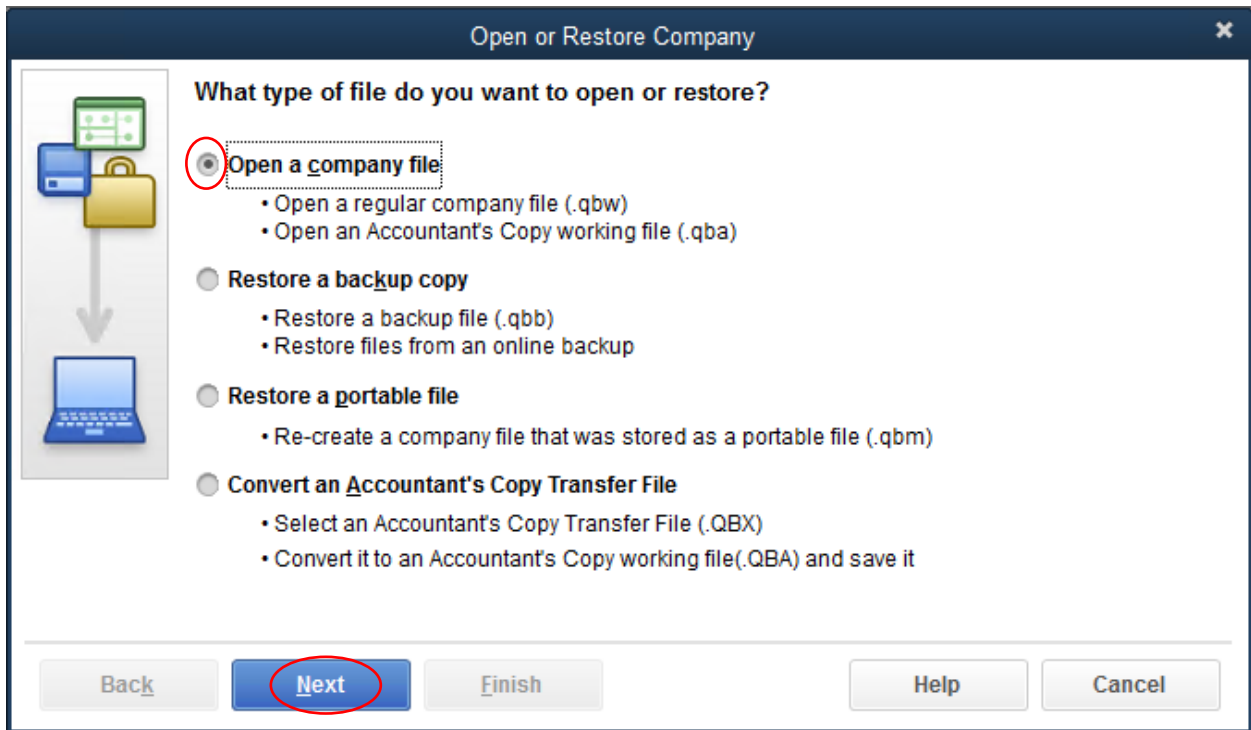 Open or Restore Company
What type of file do you want to open or restore?
Open a company file
• Open a regular company file (.qbw)
• Open an Accountant's Copy working file (.qba)
Restore a backup copy
• Restore a backup file (.qbb)
• Restore files from an online backup
Restore a portable file
• Re-create a company file that was stored as a portable file (.qbm)
Convert an Accountant's Copy Transfer File
• Select an Accountant's Copy Transfer File (.QBX)
• Convert it to an Accountant's Copy working file(.QBA) and save it
Back Next Finish Help Cancel